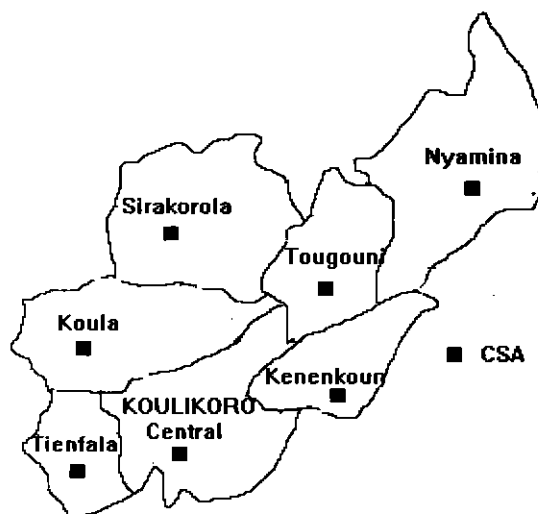 Nyamina
Sirakorola
Tougouni
Koula
CSA
Kenenkoun
KOULIKORO
Central
Tienfala